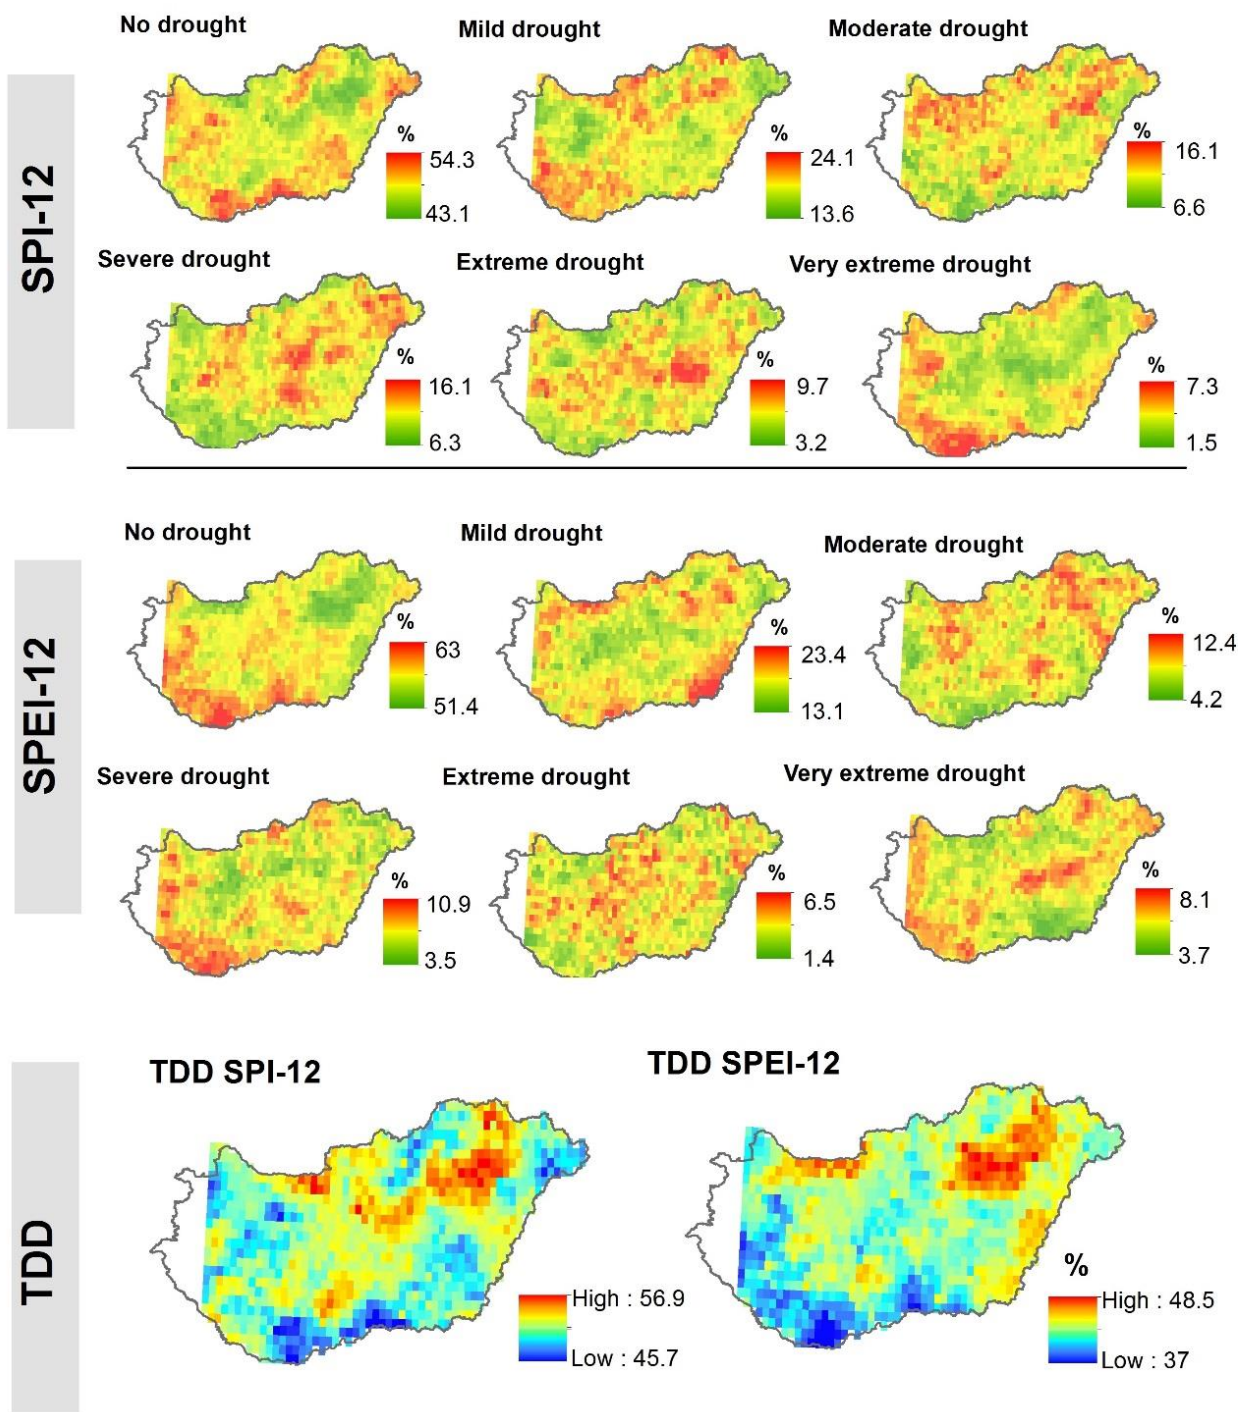 SPI-12
No drought
%
54.3
43.1
Mild drought
%
24.1
13.6
Moderate drought
%
16.1
6.6
Severe drought
%
16.1
6.3
Extreme drought
%
9.7
3.2
Very extreme drought
%
7.3
1.5
SPEI-12
No drought
%
63
51.4
Mild drought
%
23.4
13.1
Moderate drought
%
12.4
4.2
Severe drought
%
10.9
3.5
Extreme drought
%
6.5
1.4
Very extreme drought
%
8.1
3.7
TDD
TDD SPI-12
High : 56.9
Low : 45.7
TDD SPEI-12
%
High : 48.5
Low : 37